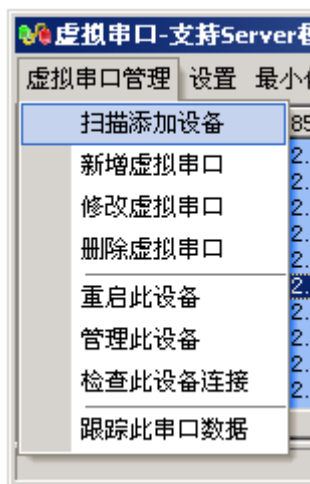 虚拟串口-支持Server
虚拟串口管理 设置 最小
扫描添加设备
新增虚拟串口
修改虚拟串口
删除虚拟串口
重启此设备
管理此设备
检查此设备连接
跟踪此串口数据